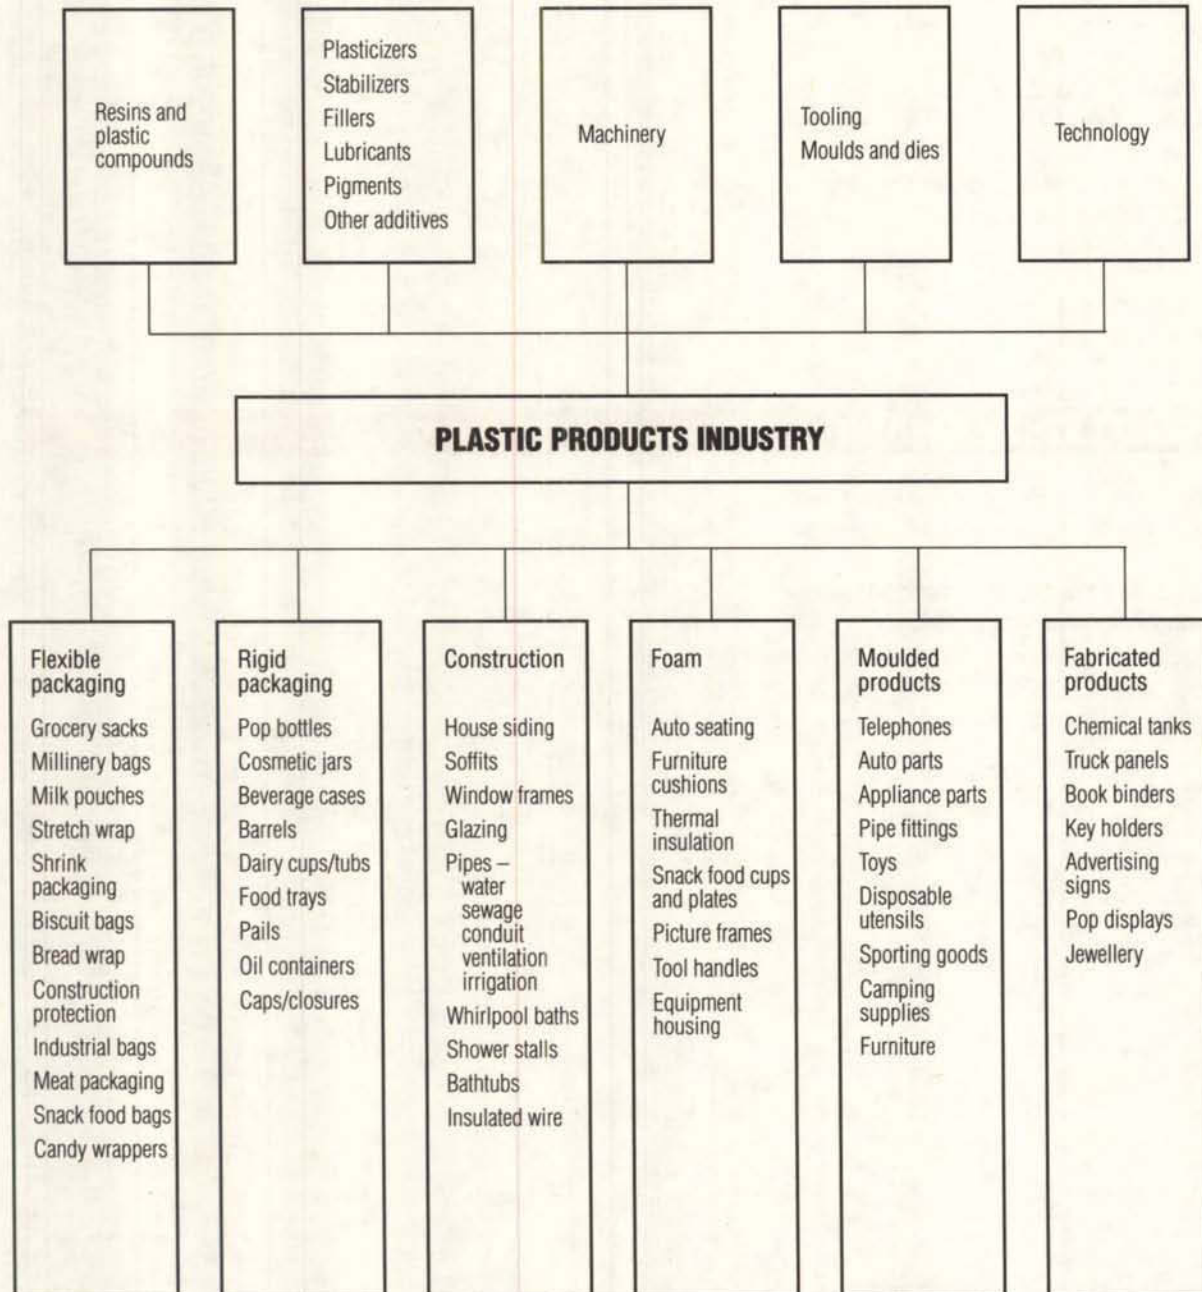 Resins and
plastic
compounds
Plasticizers
Stabilizers
Fillers
Lubricants
Pigments
Other additives
Machinery
Tooling
Moulds and dies
Technology
PLASTIC PRODUCTS INDUSTRY
Flexible
packaging
Grocery sacks
Millinery bags
Milk pouches
Stretch wrap
Shrink
packaging
Biscuit bags
Bread wrap
Construction
protection
Industrial bags
Meat packaging
Snack food bags
Candy wrappers
Rigid
packaging
Pop bottles
Cosmetic jars
Beverage cases
Barrels
Dairy cups/tubs
Food trays
Pails
Oil containers
Caps/closures
Construction
House siding
Soffits
Window frames
Glazing
Pipes –
water
sewage
conduit
ventilation
irrigation
Whirlpool baths
Shower stalls
Bathtubs
Insulated wire
Foam
Auto seating
Furniture
cushions
Thermal
insulation
Snack food cups
and plates
Picture frames
Tool handles
Equipment
housing
Moulded
products
Telephones
Auto parts
Appliance parts
Pipe fittings
Toys
Disposable
utensils
Sporting goods
Camping
supplies
Furniture
Fabricated
products
Chemical tanks
Truck panels
Book binders
Key holders
Advertising
signs
Pop displays
Jewellery